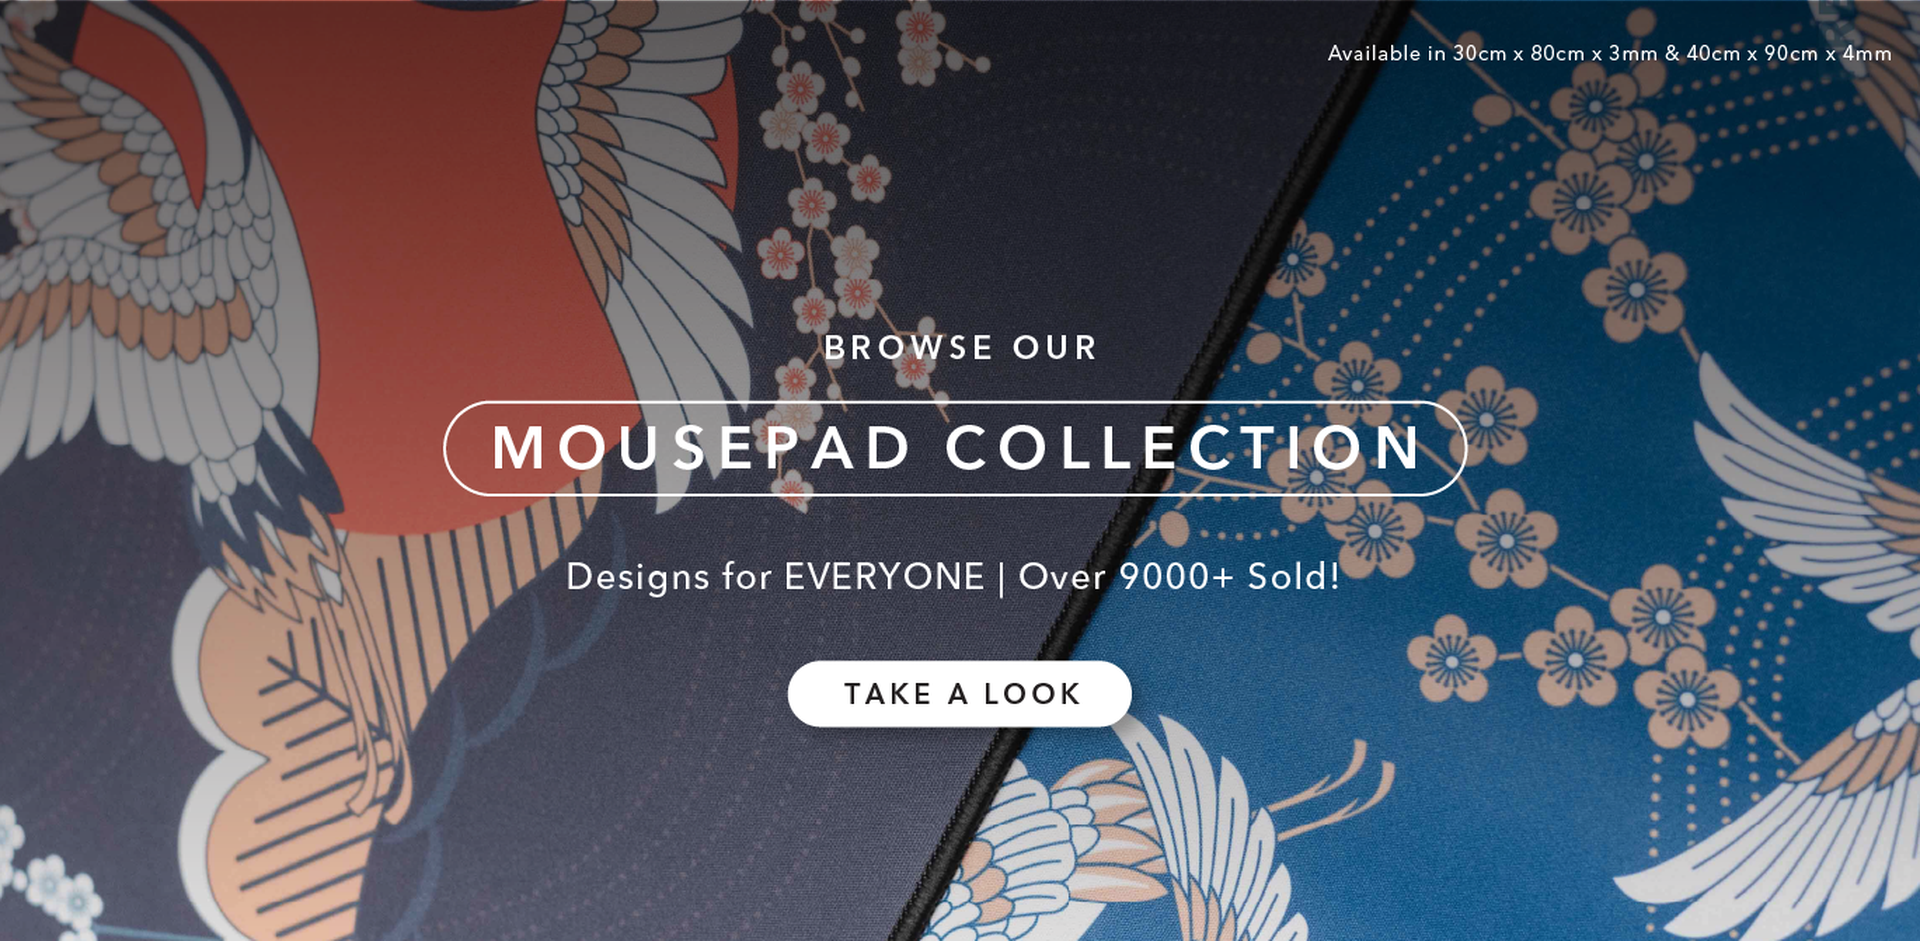 Available in 30cm x 80cm x 3mm & 40cm x 90cm x 4mm
BROWSE OUR
MOUSEPAD COLLECTION
Designs for EVERYONE | Over 9000+ Sold!
TAKE A LOOK